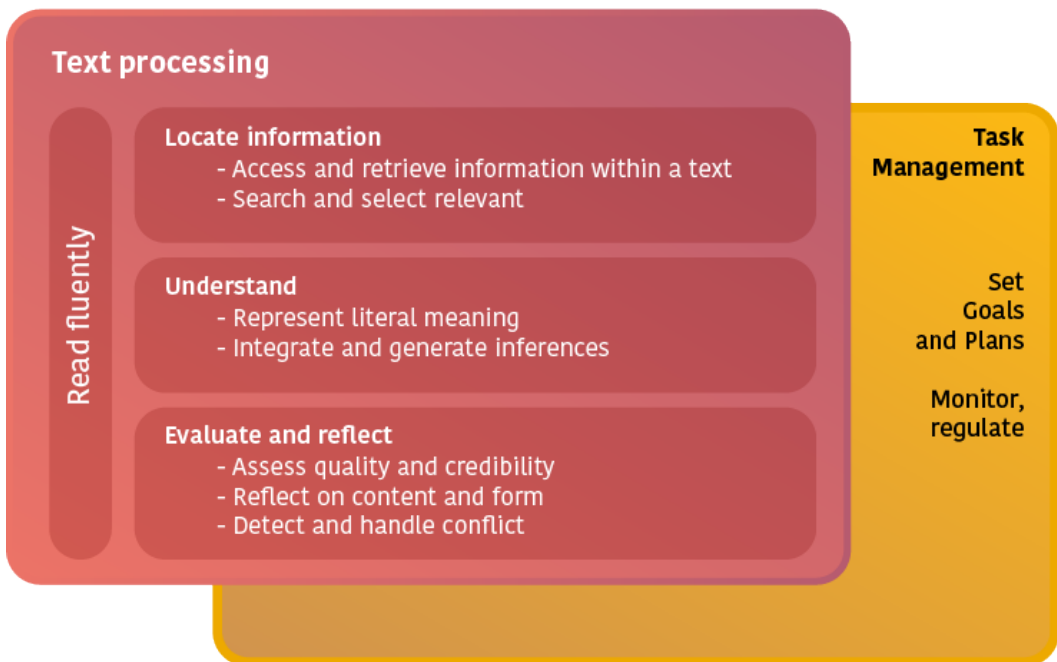 Text processing
Read fluently
Locate information
- Access and retrieve information within a text
- Search and select relevant
Understand
- Represent literal meaning
- Integrate and generate inferences
Evaluate and reflect
- Assess quality and credibility
- Reflect on content and form
- Detect and handle conflict
Task
Management
Set
Goals
and Plans
Monitor,
regulate